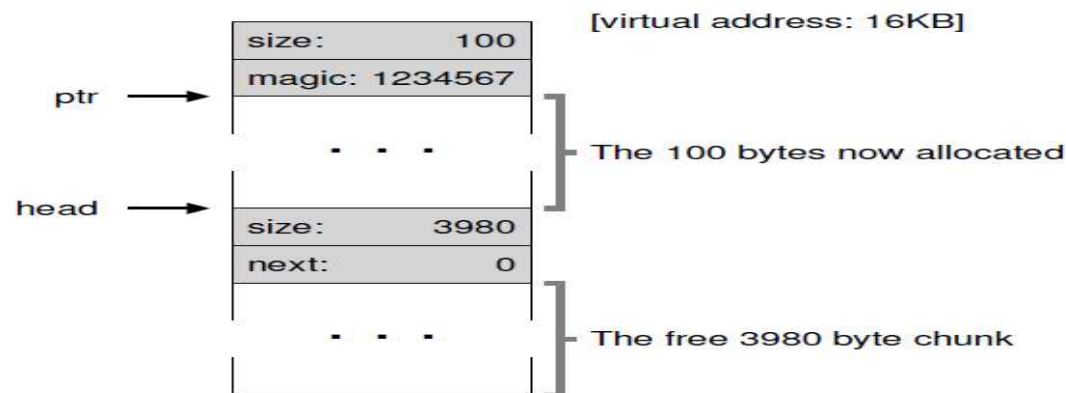 [virtual address: 16KB]
size: 100
magic: 1234567
ptr
. . .
The 100 bytes now allocated
head
size: 3980
next: 0
. . .
The free 3980 byte chunk